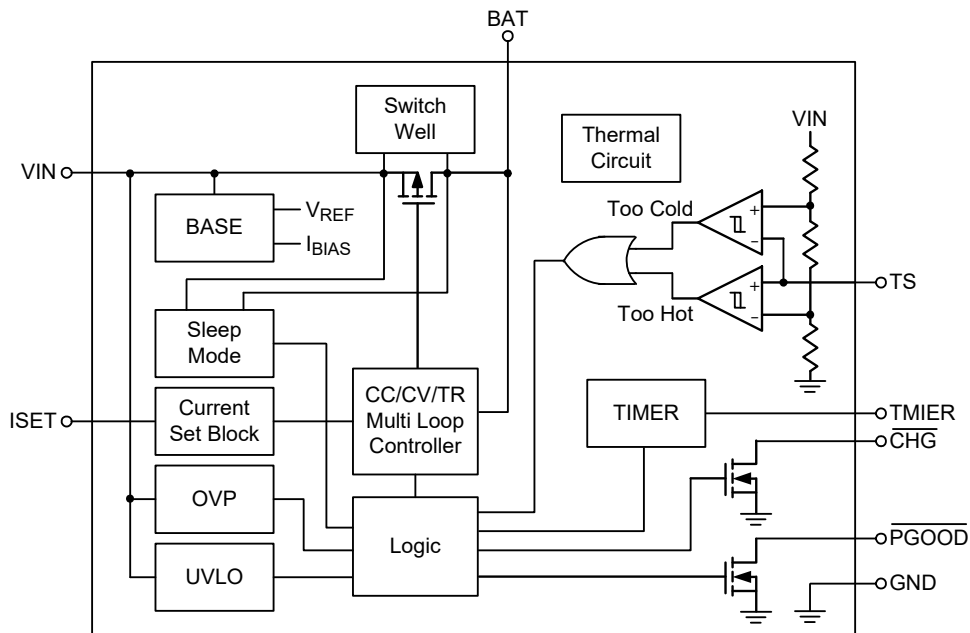 BAT
Switch
Well
Thermal
Circuit
VIN
VIN
BASE
VREF
IBIAS
Too Cold
+
−
Too Hot
+
−
TS
Sleep
Mode
ISET
Current
Set Block
CC/CV/TR
Multi Loop
Controller
TIMER
TMIER
CHG
OVP
Logic
UVLO
PGOOD
GND